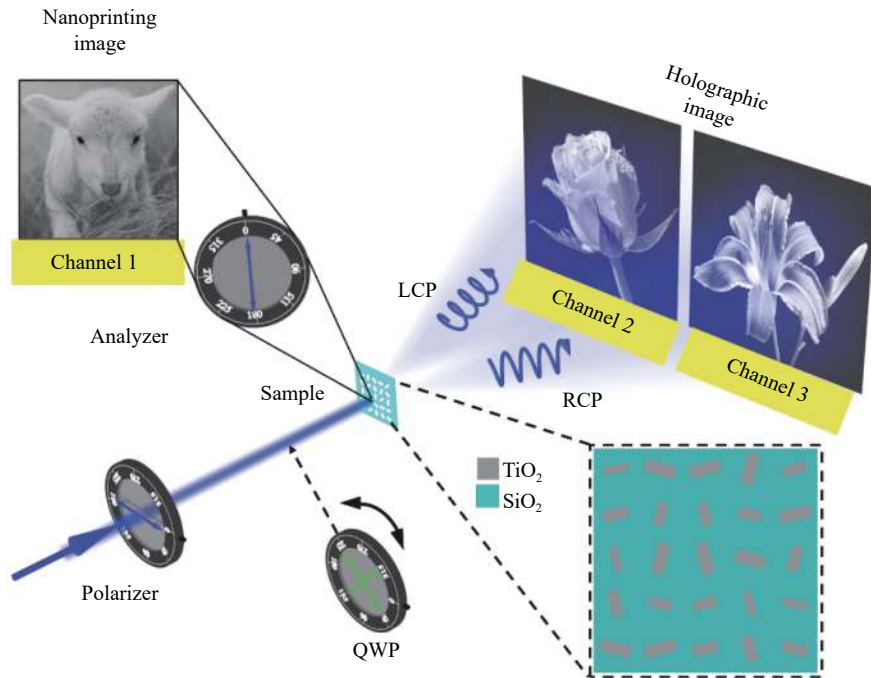 Nanoprinting
image
Holographic
image
Channel 1
0
45
90
135
180
225
270
315
Analyzer
LCP
Channel 2
Channel 3
Sample
RCP
TiO₂
SiO₂
Polarizer
QWP